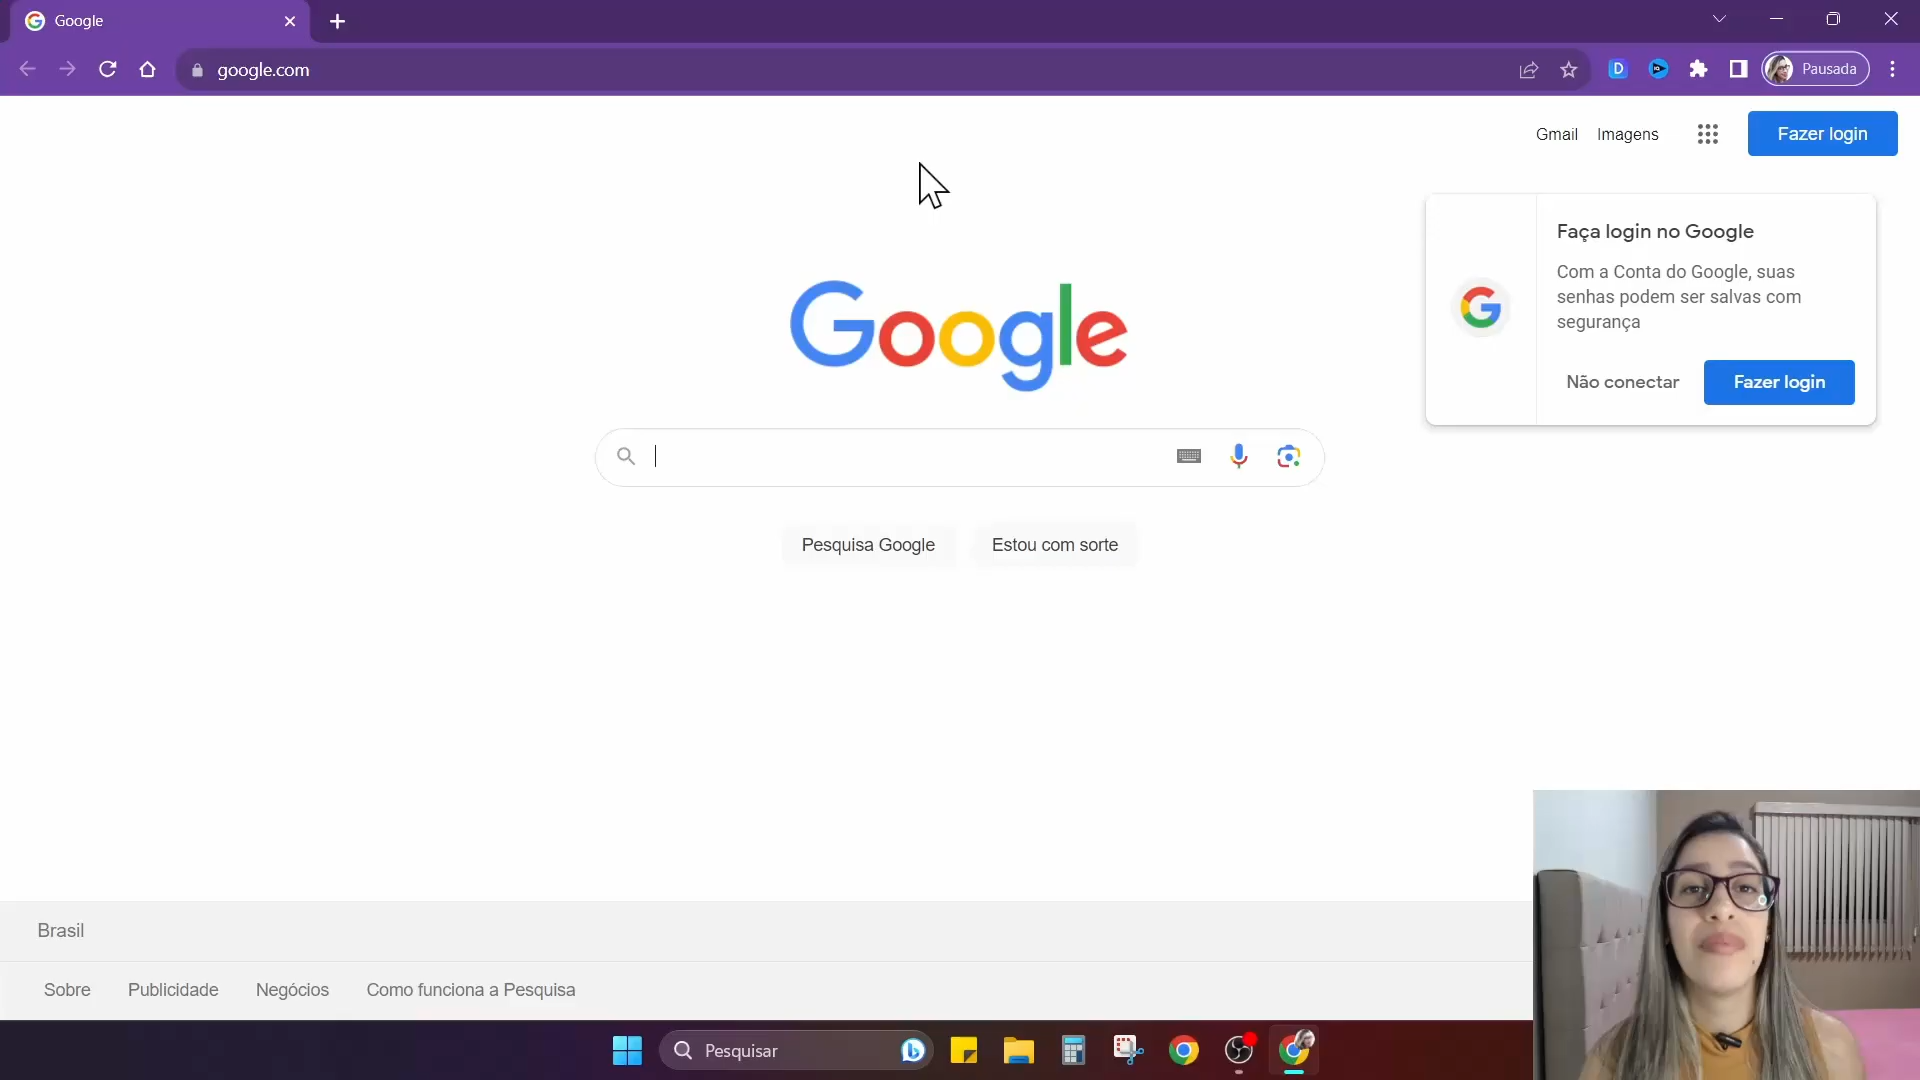 Google
google.com
Pausada
Gmail Imagens
Fazer login
Faça login no Google
Com a Conta do Google, suas
senhas podem ser salvas com
segurança
Não conectar Fazer login
Google
Pesquisa Google Estou com sorte
Brasil
Sobre Publicidade Negócios Como funciona a Pesquisa
Pesquisar